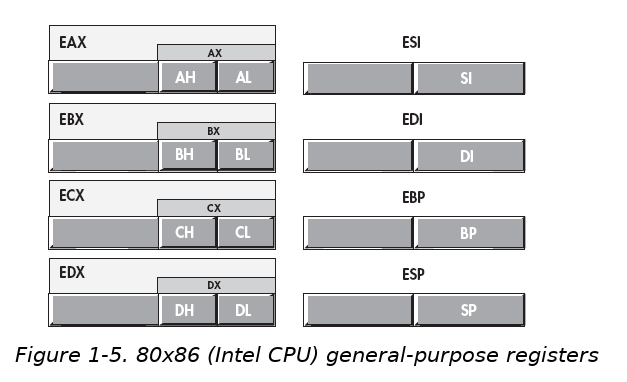 EAX
AX
AH AL
ESI
SI
EBX
BX
BH BL
EDI
DI
ECX
CX
CH CL
EBP
BP
EDX
DX
DH DL
ESP
SP
Figure 1-5. 80x86 (Intel CPU) general-purpose registers